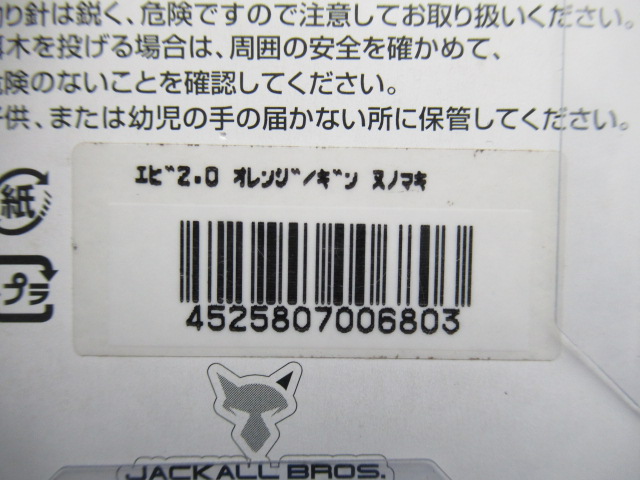 り針は鋭く、危険ですので注意してお取り扱いください。
木を投げる場合は、周囲の安全を確かめて、
険のないことを確認してください。
供、または幼児の手の届かない所に保管してください。
エビ2.0 オレンジ/ギン ヌノマキ
紙
プラ
4525807006803
JACKALL BROS.